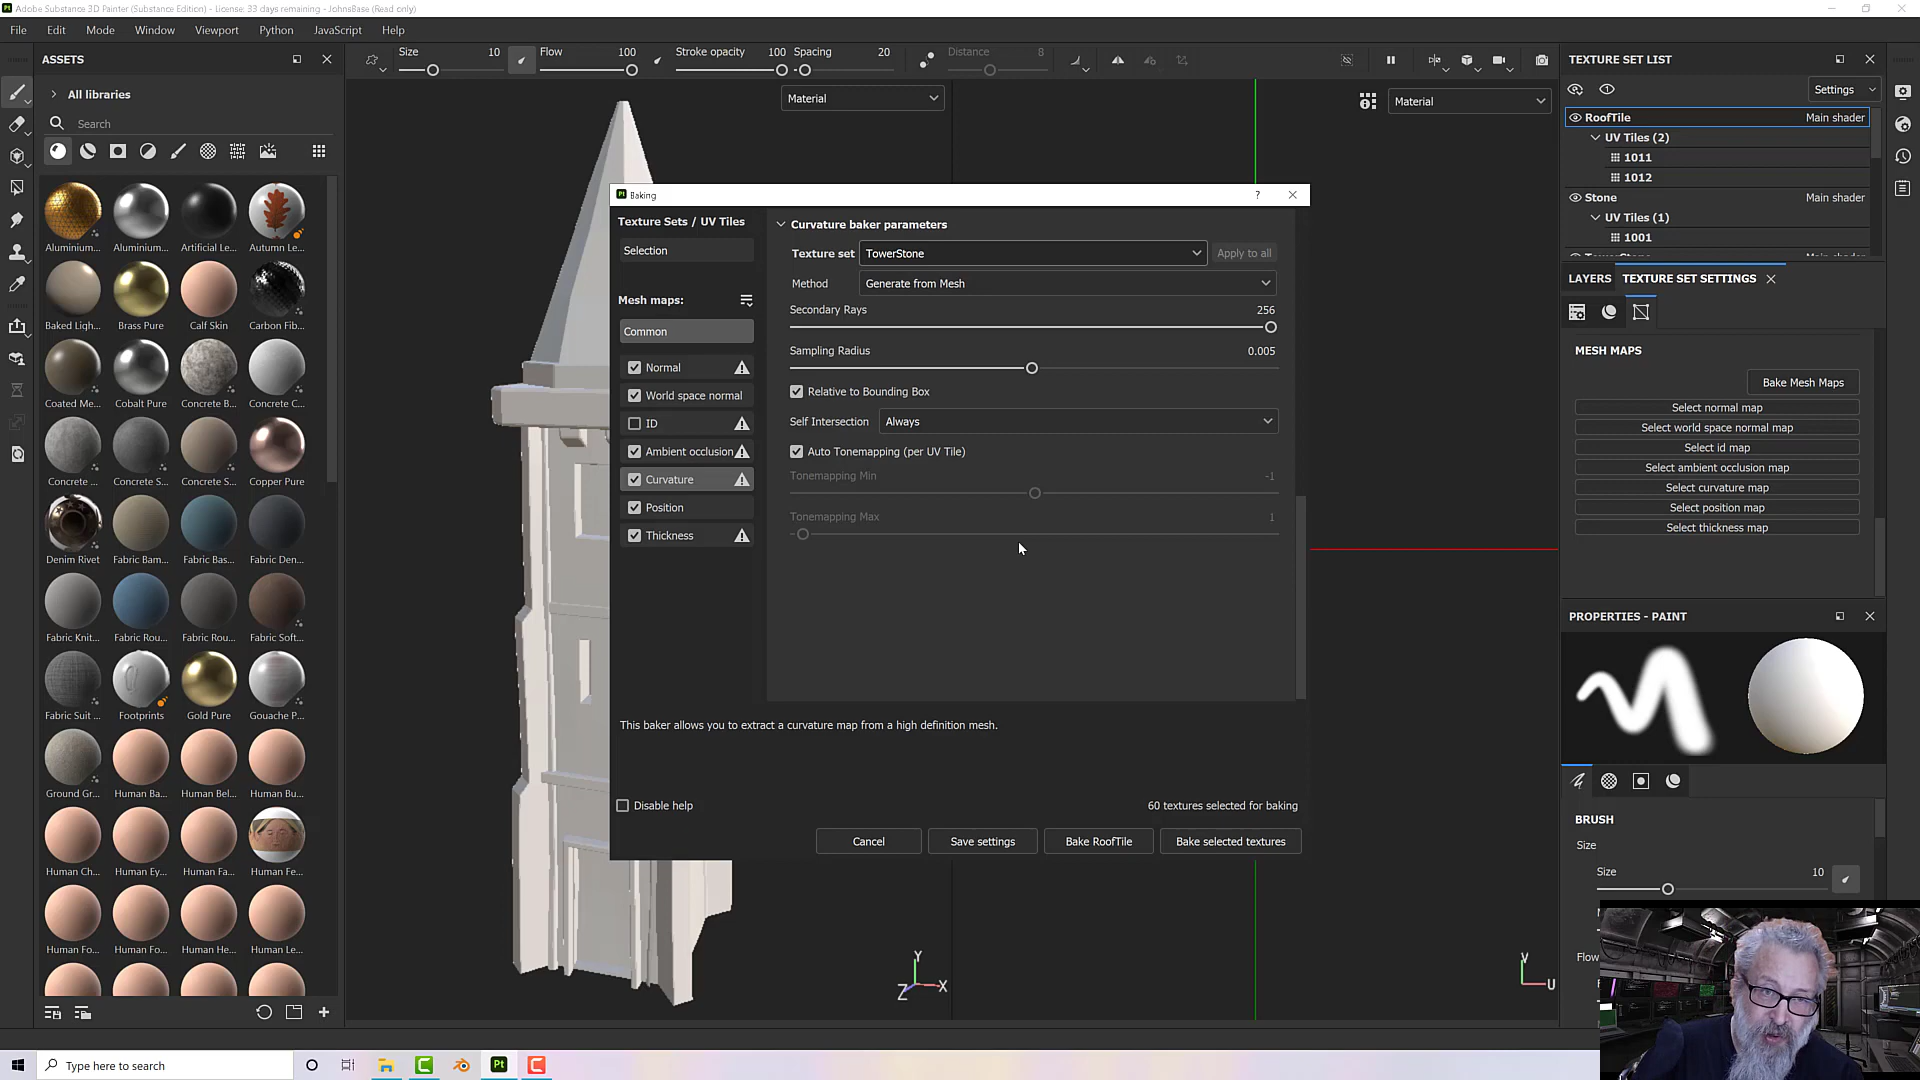 Adobe Substance 3D Painter (Substance Edition) - License: 33 days remaining - JohnsBase (Read only)
File Edit Mode Window Viewport Python JavaScript Help
ASSETS
All libraries
Search
Aluminium... Aluminium... Artificial Le... Autumn Le...
Baked Ligh... Brass Pure Calf Skin Carbon Fib...
Coated Me... Cobalt Pure Concrete B... Concrete C...
Concrete ... Concrete S... Concrete S... Copper Pure
Denim Rivet Fabric Bam... Fabric Bas... Fabric Den...
Fabric Knit... Fabric Rou... Fabric Rou... Fabric Soft...
Fabric Suit ... Footprints Gold Pure Gouache P...
Ground Gr... Human Ba... Human Bel... Human Bu...
Human Ch... Human Ey... Human Fa... Human Fe...
Human Fo... Human Fo... Human He... Human Le...
Size 10 Flow 100 Stroke opacity 100 Spacing 20 Distance 8
Material
Material
Baking
?
Texture Sets / UV Tiles
Selection
Mesh maps:
Common
Normal
World space normal
ID
Ambient occlusion
Curvature
Position
Thickness
Curvature baker parameters
Texture set TowerStone Apply to all
Method Generate from Mesh
Secondary Rays 256
Sampling Radius 0.005
Relative to Bounding Box
Self Intersection Always
Auto Tonemapping (per UV Tile)
Tonemapping Min -1
Tonemapping Max 1
This baker allows you to extract a curvature map from a high definition mesh.
Disable help
60 textures selected for baking
Cancel Save settings Bake RoofTile Bake selected textures
Y
Z X
V
U
TEXTURE SET LIST
Settings
RoofTile Main shader
UV Tiles (2)
1011
1012
Stone Main shader
UV Tiles (1)
1001
LAYERS TEXTURE SET SETTINGS
MESH MAPS
Bake Mesh Maps
Select normal map
Select world space normal map
Select id map
Select ambient occlusion map
Select curvature map
Select position map
Select thickness map
PROPERTIES - PAINT
BRUSH
Size
Size 10
Flow
Type here to search
Pt